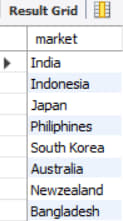 Result Grid
market
India
Indonesia
Japan
Philiphines
South Korea
Australia
Newzealand
Bangladesh